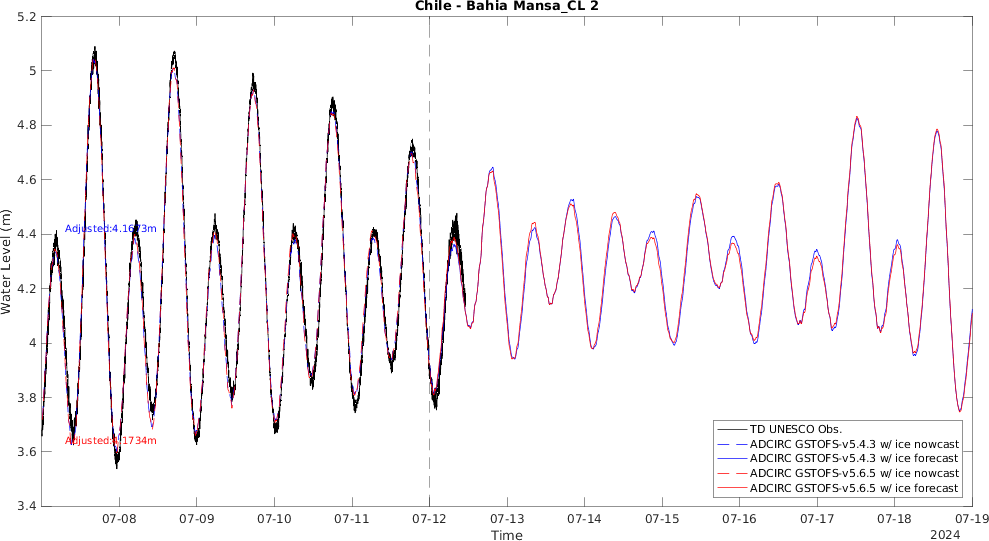 Chile - Bahia Mansa_CL 2
Water Level (m)
5.2
5
4.8
4.6
4.4
4.2
4
3.8
3.6
3.4
Adjusted:4.1673m
Adjusted:4.1734m
TD UNESCO Obs.
ADCIRC GSTOFS-v5.4.3 w/ ice nowcast
ADCIRC GSTOFS-v5.4.3 w/ ice forecast
ADCIRC GSTOFS-v5.6.5 w/ ice nowcast
ADCIRC GSTOFS-v5.6.5 w/ ice forecast
07-08 07-09 07-10 07-11 07-12 07-13 07-14 07-15 07-16 07-17 07-18 07-19
Time
2024